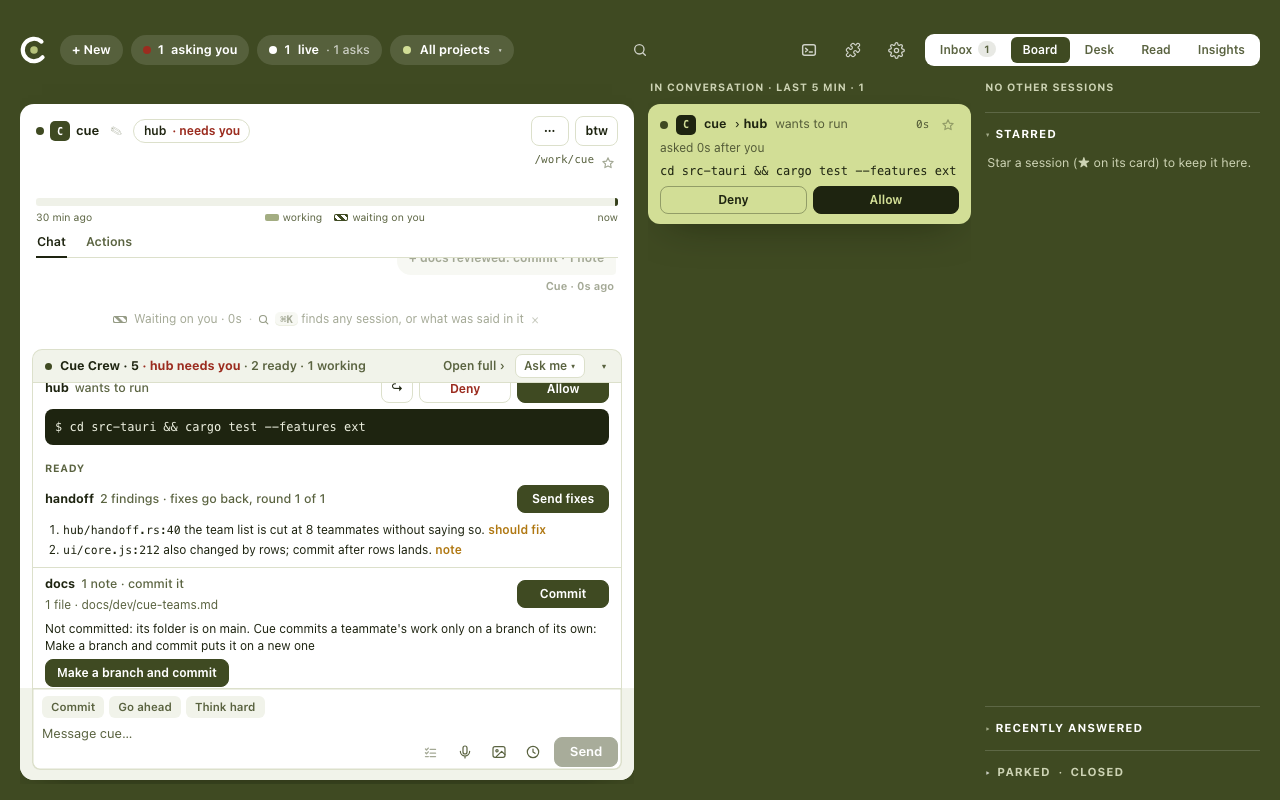 + New
1 asking you
1 live · 1 asks
All projects ·
Inbox 1
Board
Desk
Read
Insights
IN CONVERSATION · LAST 5 MIN · 1
NO OTHER SESSIONS
C cue
hub · needs you
···
btw
/work/cue
30 min ago
working
waiting on you
now
Chat
Actions
+ docs reviewed: commit · 1 note
Cue · 0s ago
Waiting on you · 0s · ⌘K finds any session, or what was said in it ×
Cue Crew · 5 · hub needs you · 2 ready · 1 working
Open full ›
Ask me ▾
hub wants to run
Deny
Allow
$ cd src-tauri && cargo test --features ext
READY
handoff 2 findings · fixes go back, round 1 of 1
Send fixes
1. hub/handoff.rs:40 the team list is cut at 8 teammates without saying so. should fix
2. ui/core.js:212 also changed by rows; commit after rows lands. note
docs 1 note · commit it
1 file · docs/dev/cue-teams.md
Commit
Not committed: its folder is on main. Cue commits a teammate's work only on a branch of its own:
Make a branch and commit puts it on a new one
Make a branch and commit
Commit
Go ahead
Think hard
Message cue…
Send
C cue › hub wants to run 0s
asked 0s after you
cd src-tauri && cargo test --features ext
Deny
Allow
STARRED
Star a session (★ on its card) to keep it here.
RECENTLY ANSWERED
PARKED · CLOSED